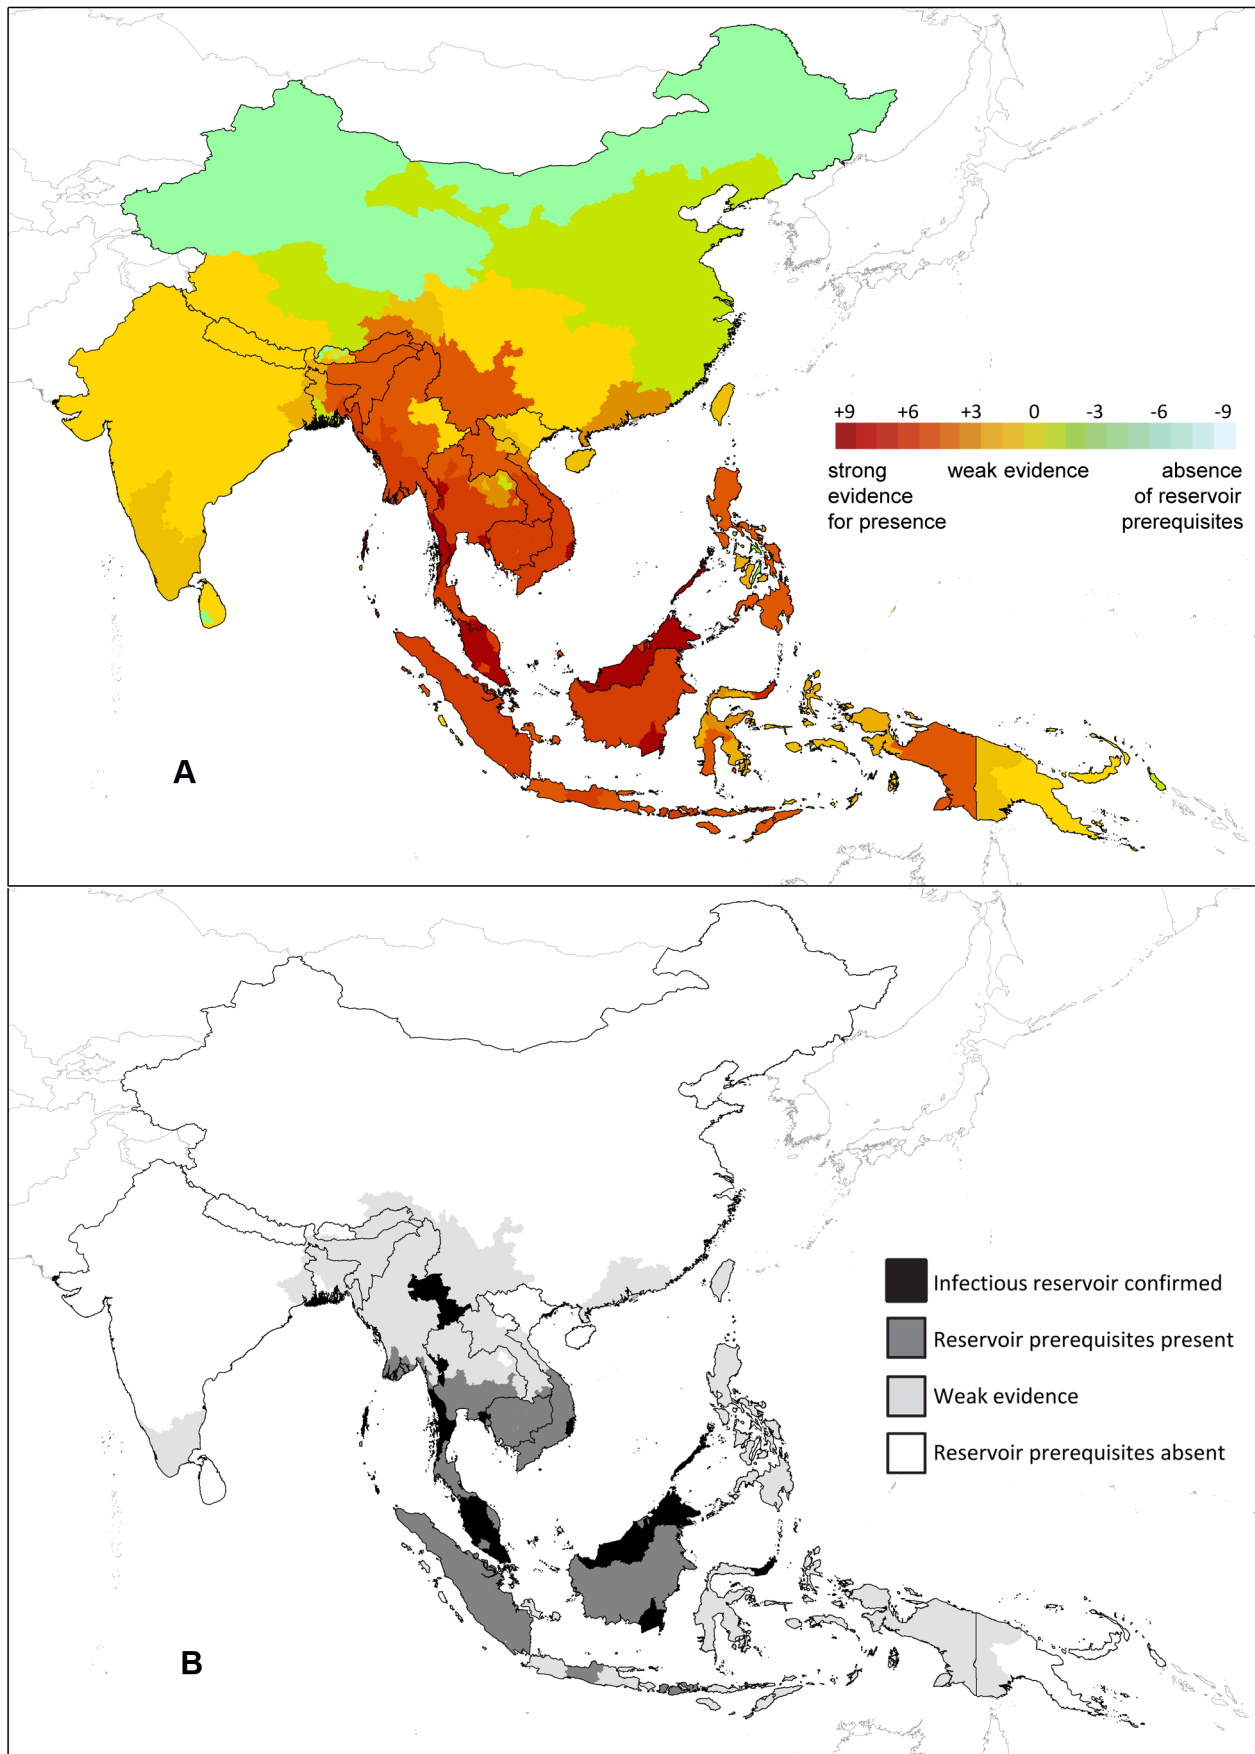 +9 +6 +3 0 -3 -6 -9
strong weak evidence absence
evidence of reservoir
for presence prerequisites
A
Infectious reservoir confirmed
Reservoir prerequisites present
Weak evidence
Reservoir prerequisites absent
B